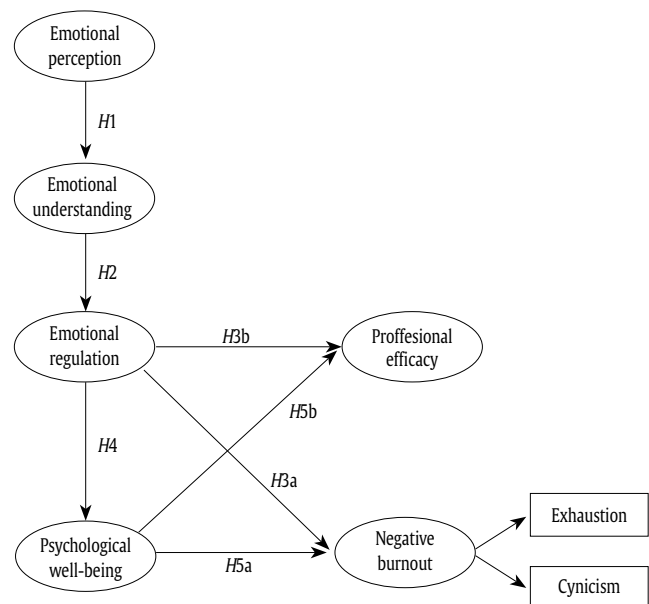 Emotional
perception
H1
Emotional
understanding
H2
Emotional
regulation
H3b
Proffesional
efficacy
H5b
H4
H3a
Psychological
well-being
H5a
Negative
burnout
Exhaustion
Cynicism